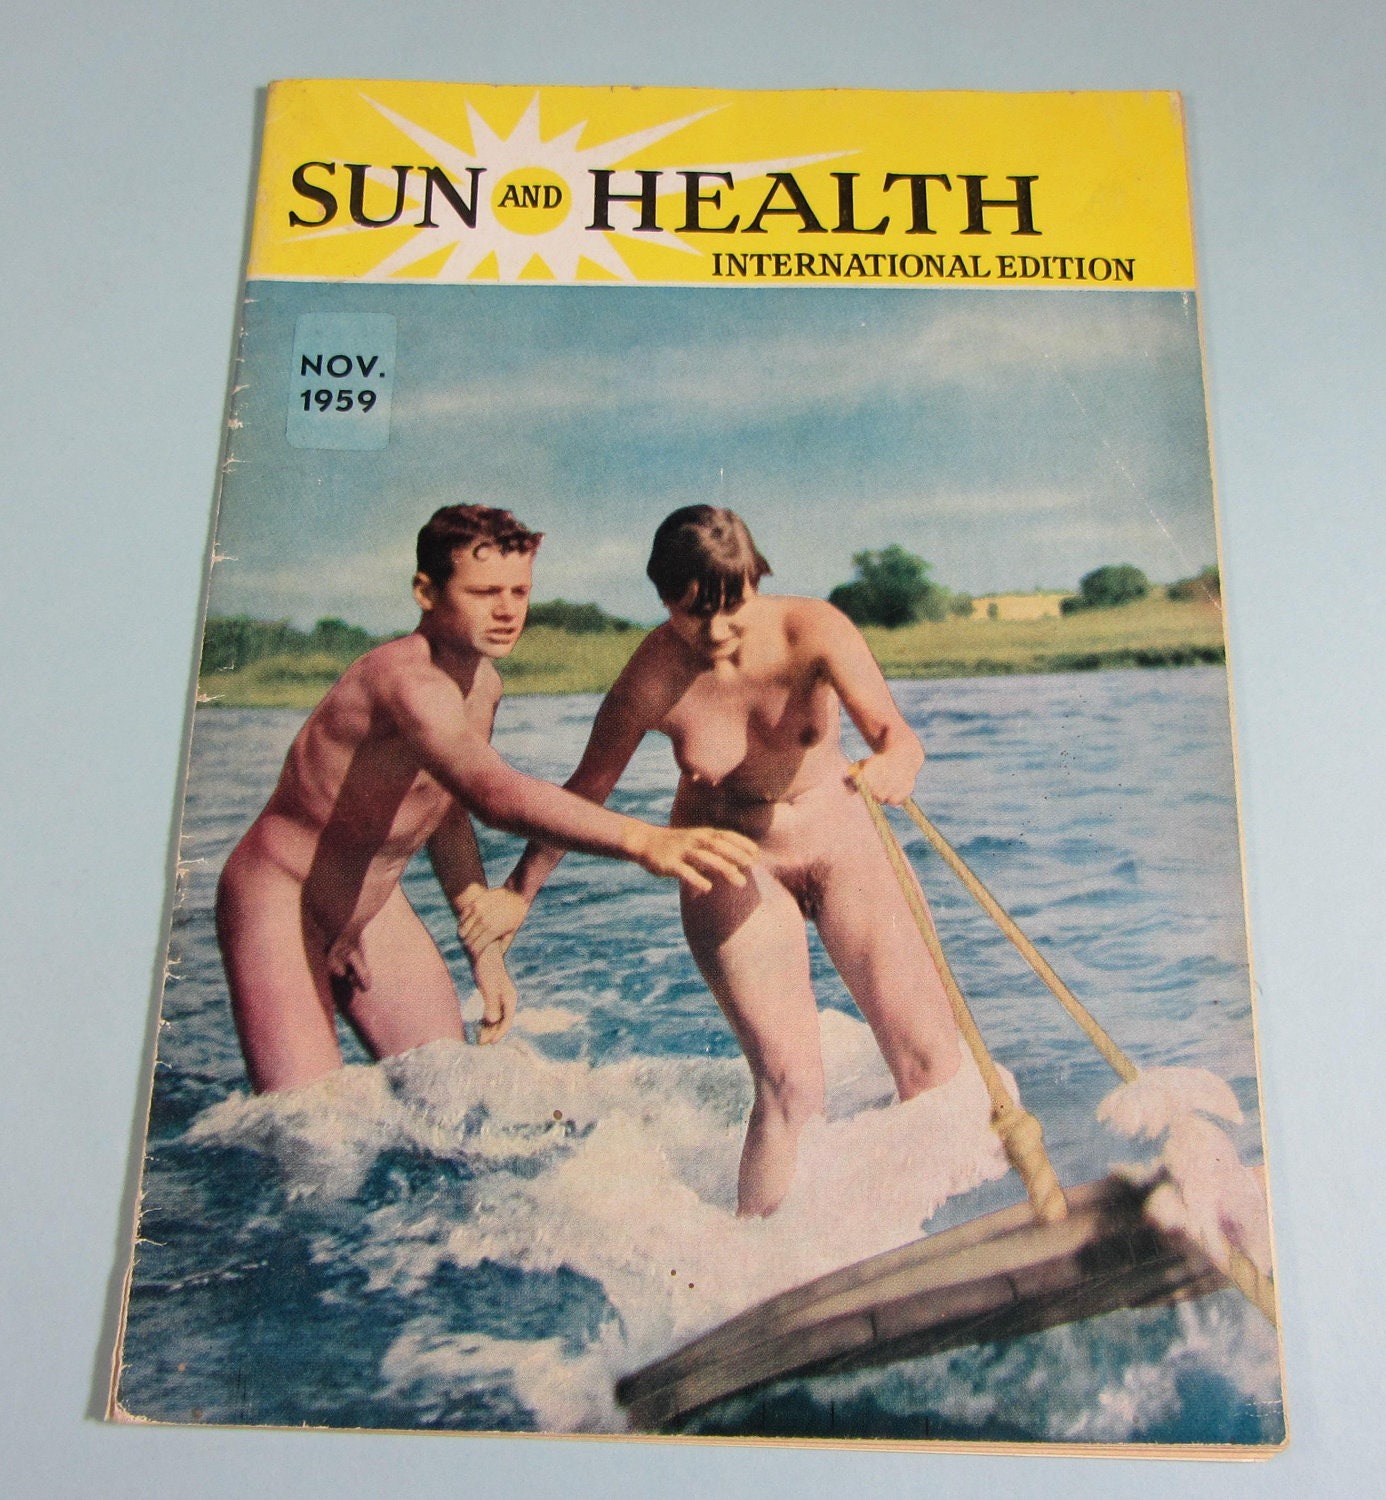 SUN AND HEALTH
INTERNATIONAL EDITION
NOV.
1959